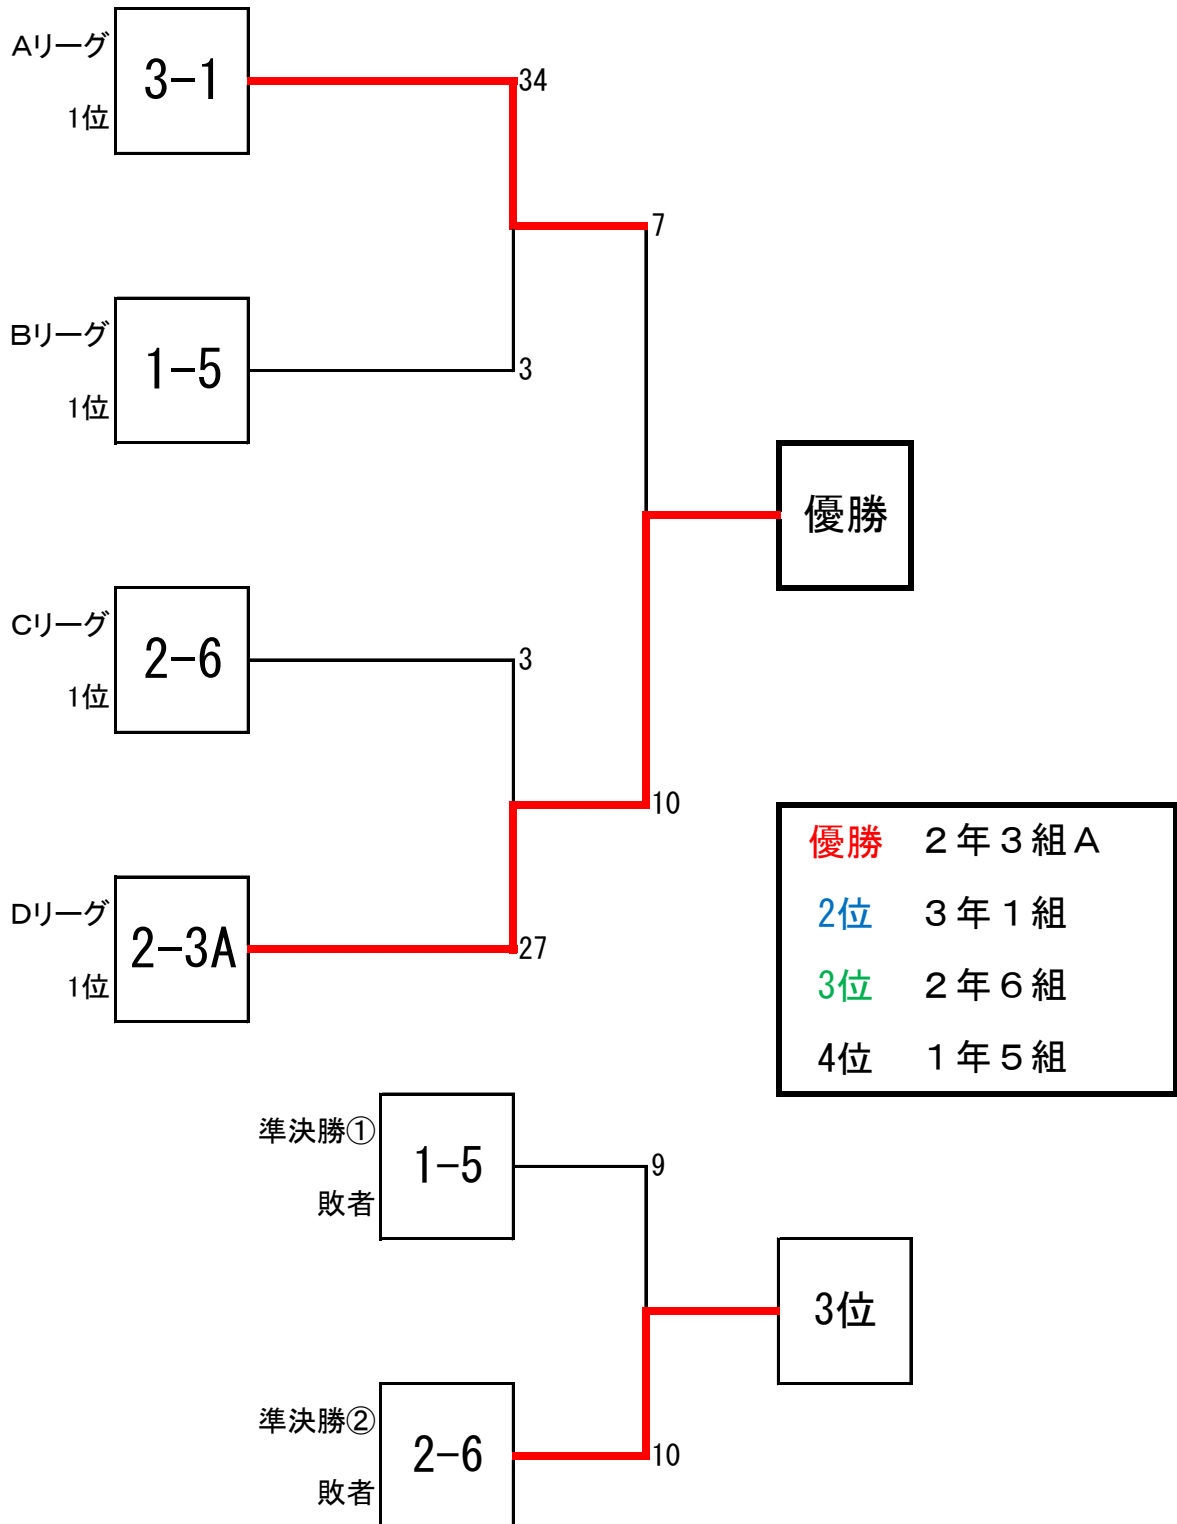 Aリーグ
1位
3-1
34
7
Bリーグ
1位
1-5
3
優勝
Cリーグ
1位
2-6
3
10
Dリーグ
1位
2-3A
27
優勝 2年3組A
2位 3年1組
3位 2年6組
4位 1年5組
準決勝①
敗者
1-5
9
3位
準決勝②
敗者
2-6
10